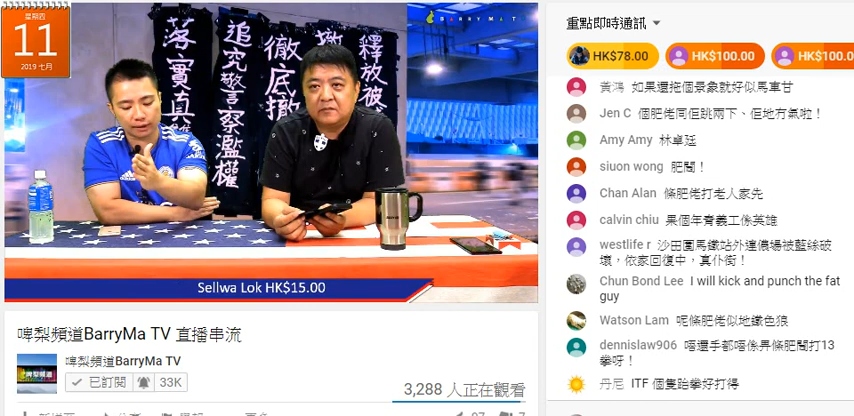 星期四
11
2019 七月
BARRYMA T
落實真
追究警察濫權
徹底撤
撤
釋放被
Sellwa Lok HK$15.00
啤梨頻道BarryMa TV 直播串流
啤梨頻道BarryMa TV
已訂閱
33K
3,288 人正在觀看
重點即時通訊
HK$78.00
HK$100.00
HK$100.0
黃鴻 如果還拖個景象就好似馬車甘
Jen C 個肥佬同佢跳兩下、佢地冇氣啦！
Amy Amy 林卓廷
siuon wong 肥閪！
Chan Alan 條肥佬打老人家先
calvin chiu 果個年青義工係英雄
westlife r 沙田圍馬鐵站外連儂場被藍絲破
壞，依家回復中，真仆街！
Chun Bond Lee I will kick and punch the fat
guy
Watson Lam 呢條肥佬似地鐵色狼
dennislaw906 唔還手都唔係畀條肥閪打13
拳呀！
丹尼 ITF 個隻跆拳好打得